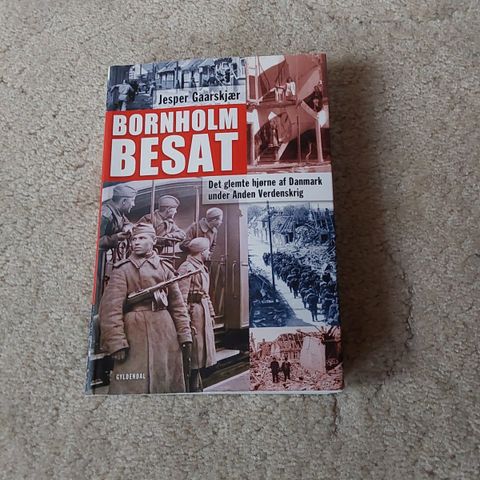 Jesper Gaarskjær
BORNHOLM
BESAT
Det glemte hjørne af Danmark
under Anden Verdenskrig
GYLDENDAL